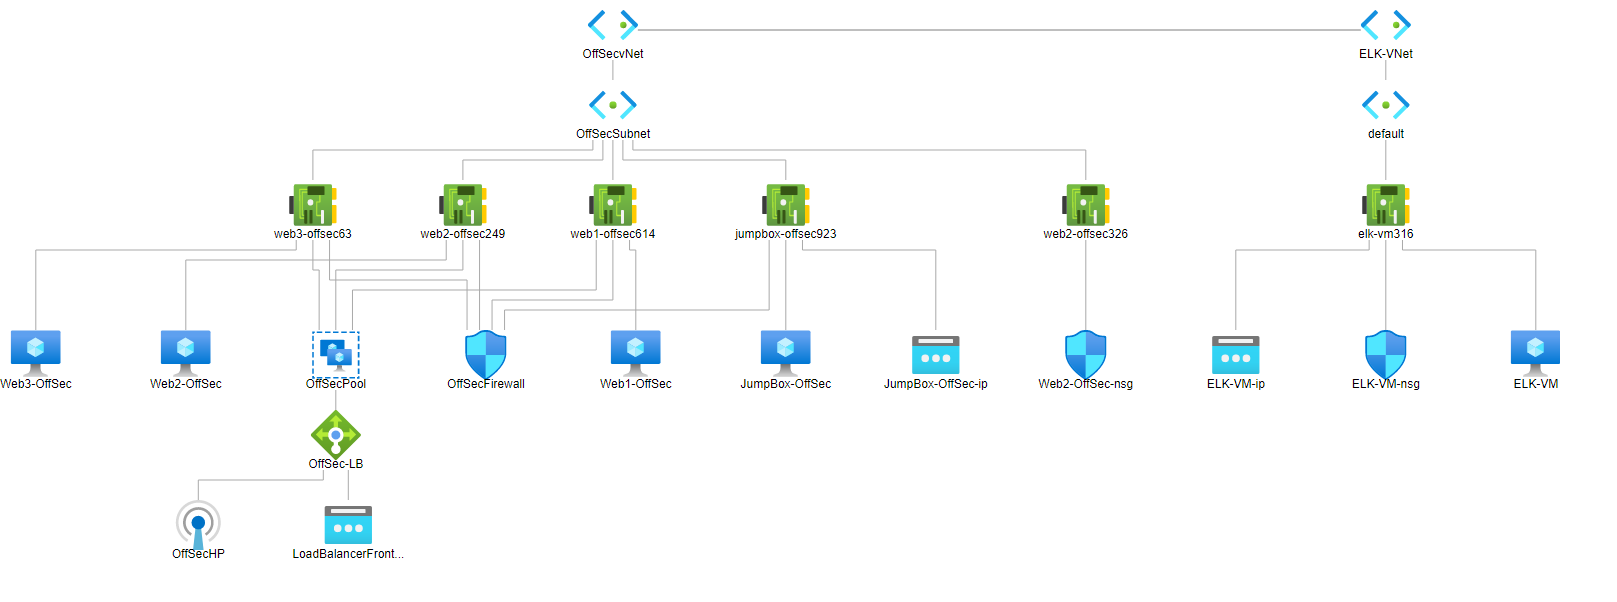 OffSecvNet
ELK-VNet
OffSecSubnet
default
web3-offsec63
web2-offsec249
web1-offsec614
jumpbox-offsec923
web2-offsec326
elk-vm316
Web3-OffSec
Web2-OffSec
OffSecPool
OffSecFirewall
Web1-OffSec
JumpBox-OffSec
JumpBox-OffSec-ip
Web2-OffSec-nsg
ELK-VM-ip
ELK-VM-nsg
ELK-VM
OffSec-LB
OffSecHP
LoadBalancerFront...